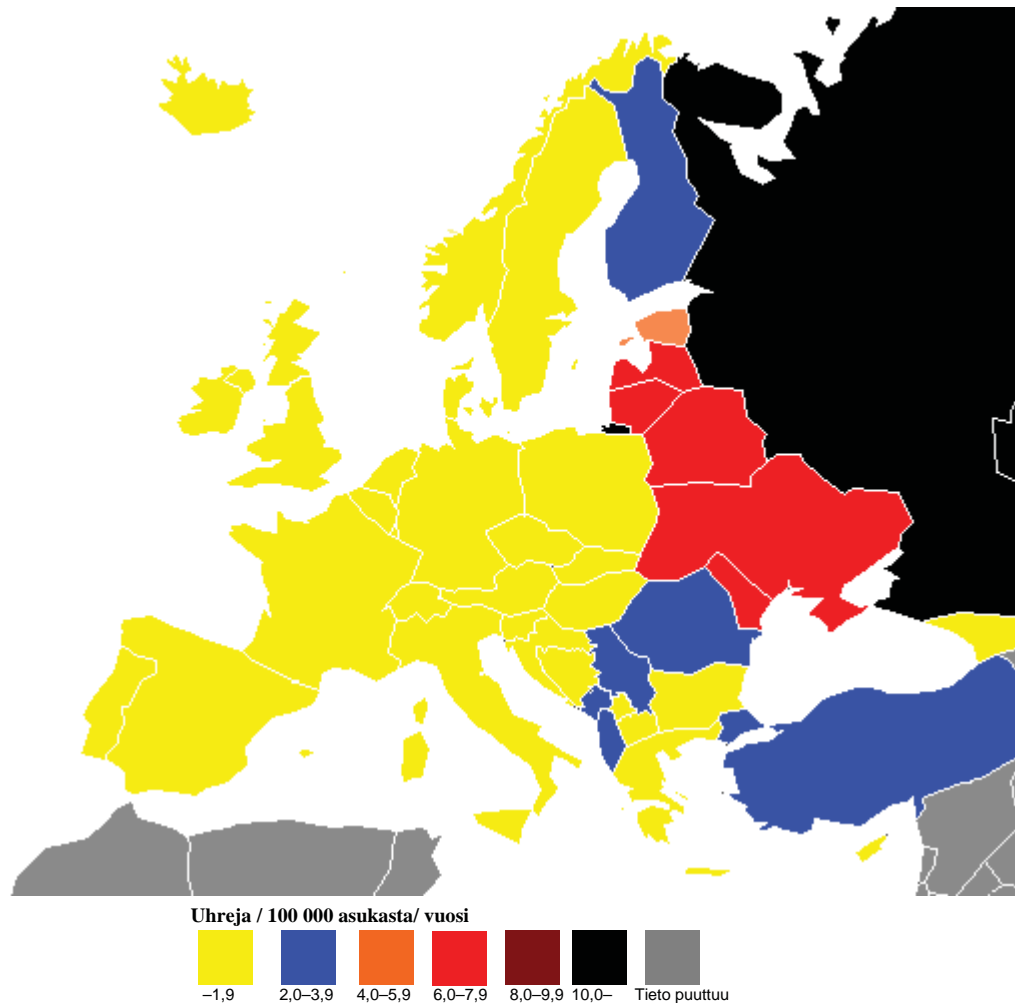 Uhreja / 100 000 asukasta/ vuosi
–1,9 2,0–3,9 4,0–5,9 6,0–7,9 8,0–9,9 10,0– Tieto puuttuu